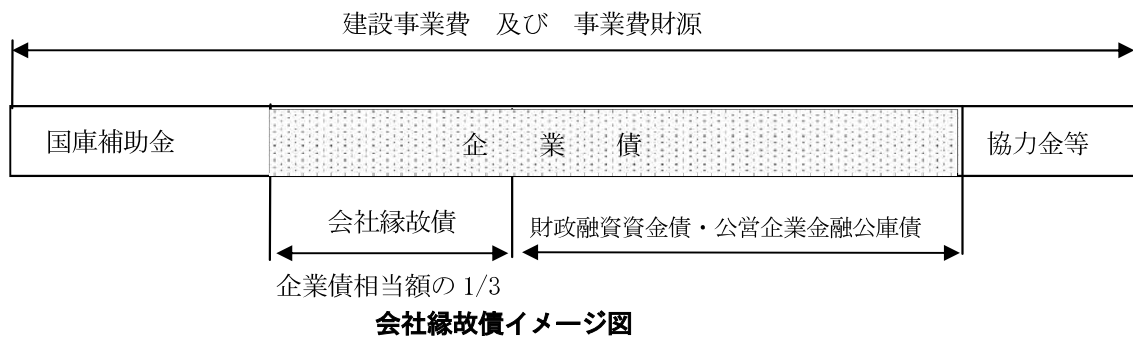 建設事業費　及び　事業費財源
国庫補助金　企　業　債　協力金等
会社縁故債　財政融資資金債・公営企業金融公庫債
企業債相当額の 1/3
会社縁故債イメージ図